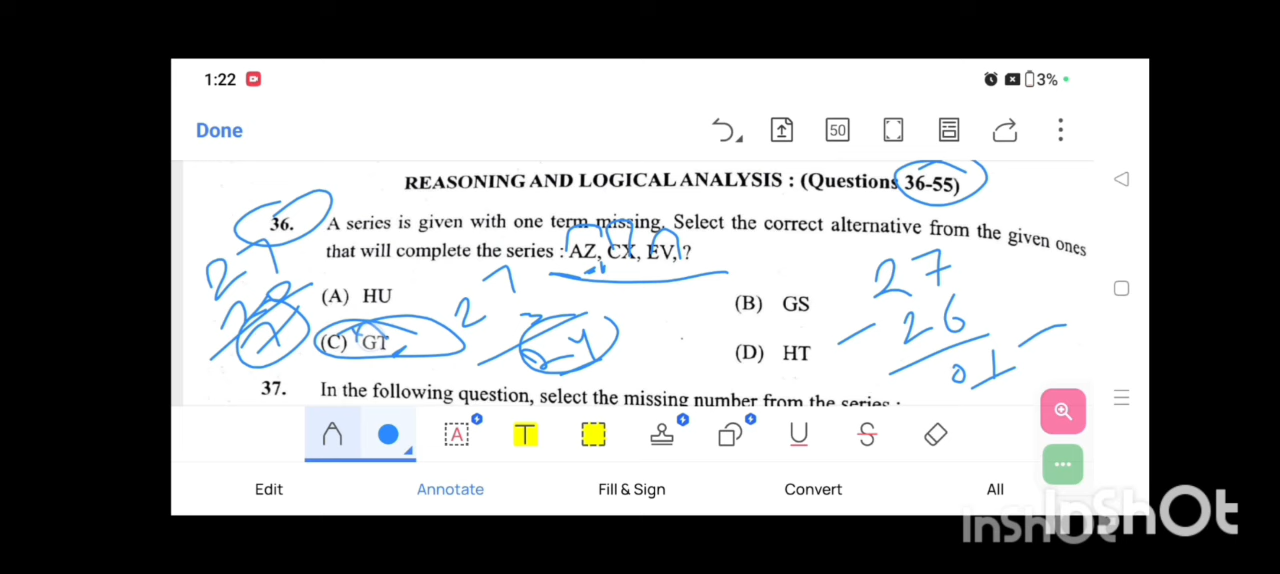 1:22
3%
Done
50
REASONING AND LOGICAL ANALYSIS : (Questions 36-55)
36. A series is given with one term missing. Select the correct alternative from the given ones
that will complete the series : AZ, CX, EV, ?
(A) HU
(B) GS
(C) GT
(D) HT
27
26
01
37. In the following question, select the missing number from the series :
A
T
U
S
Edit
Annotate
Fill & Sign
Convert
All
InShOt
InShOt